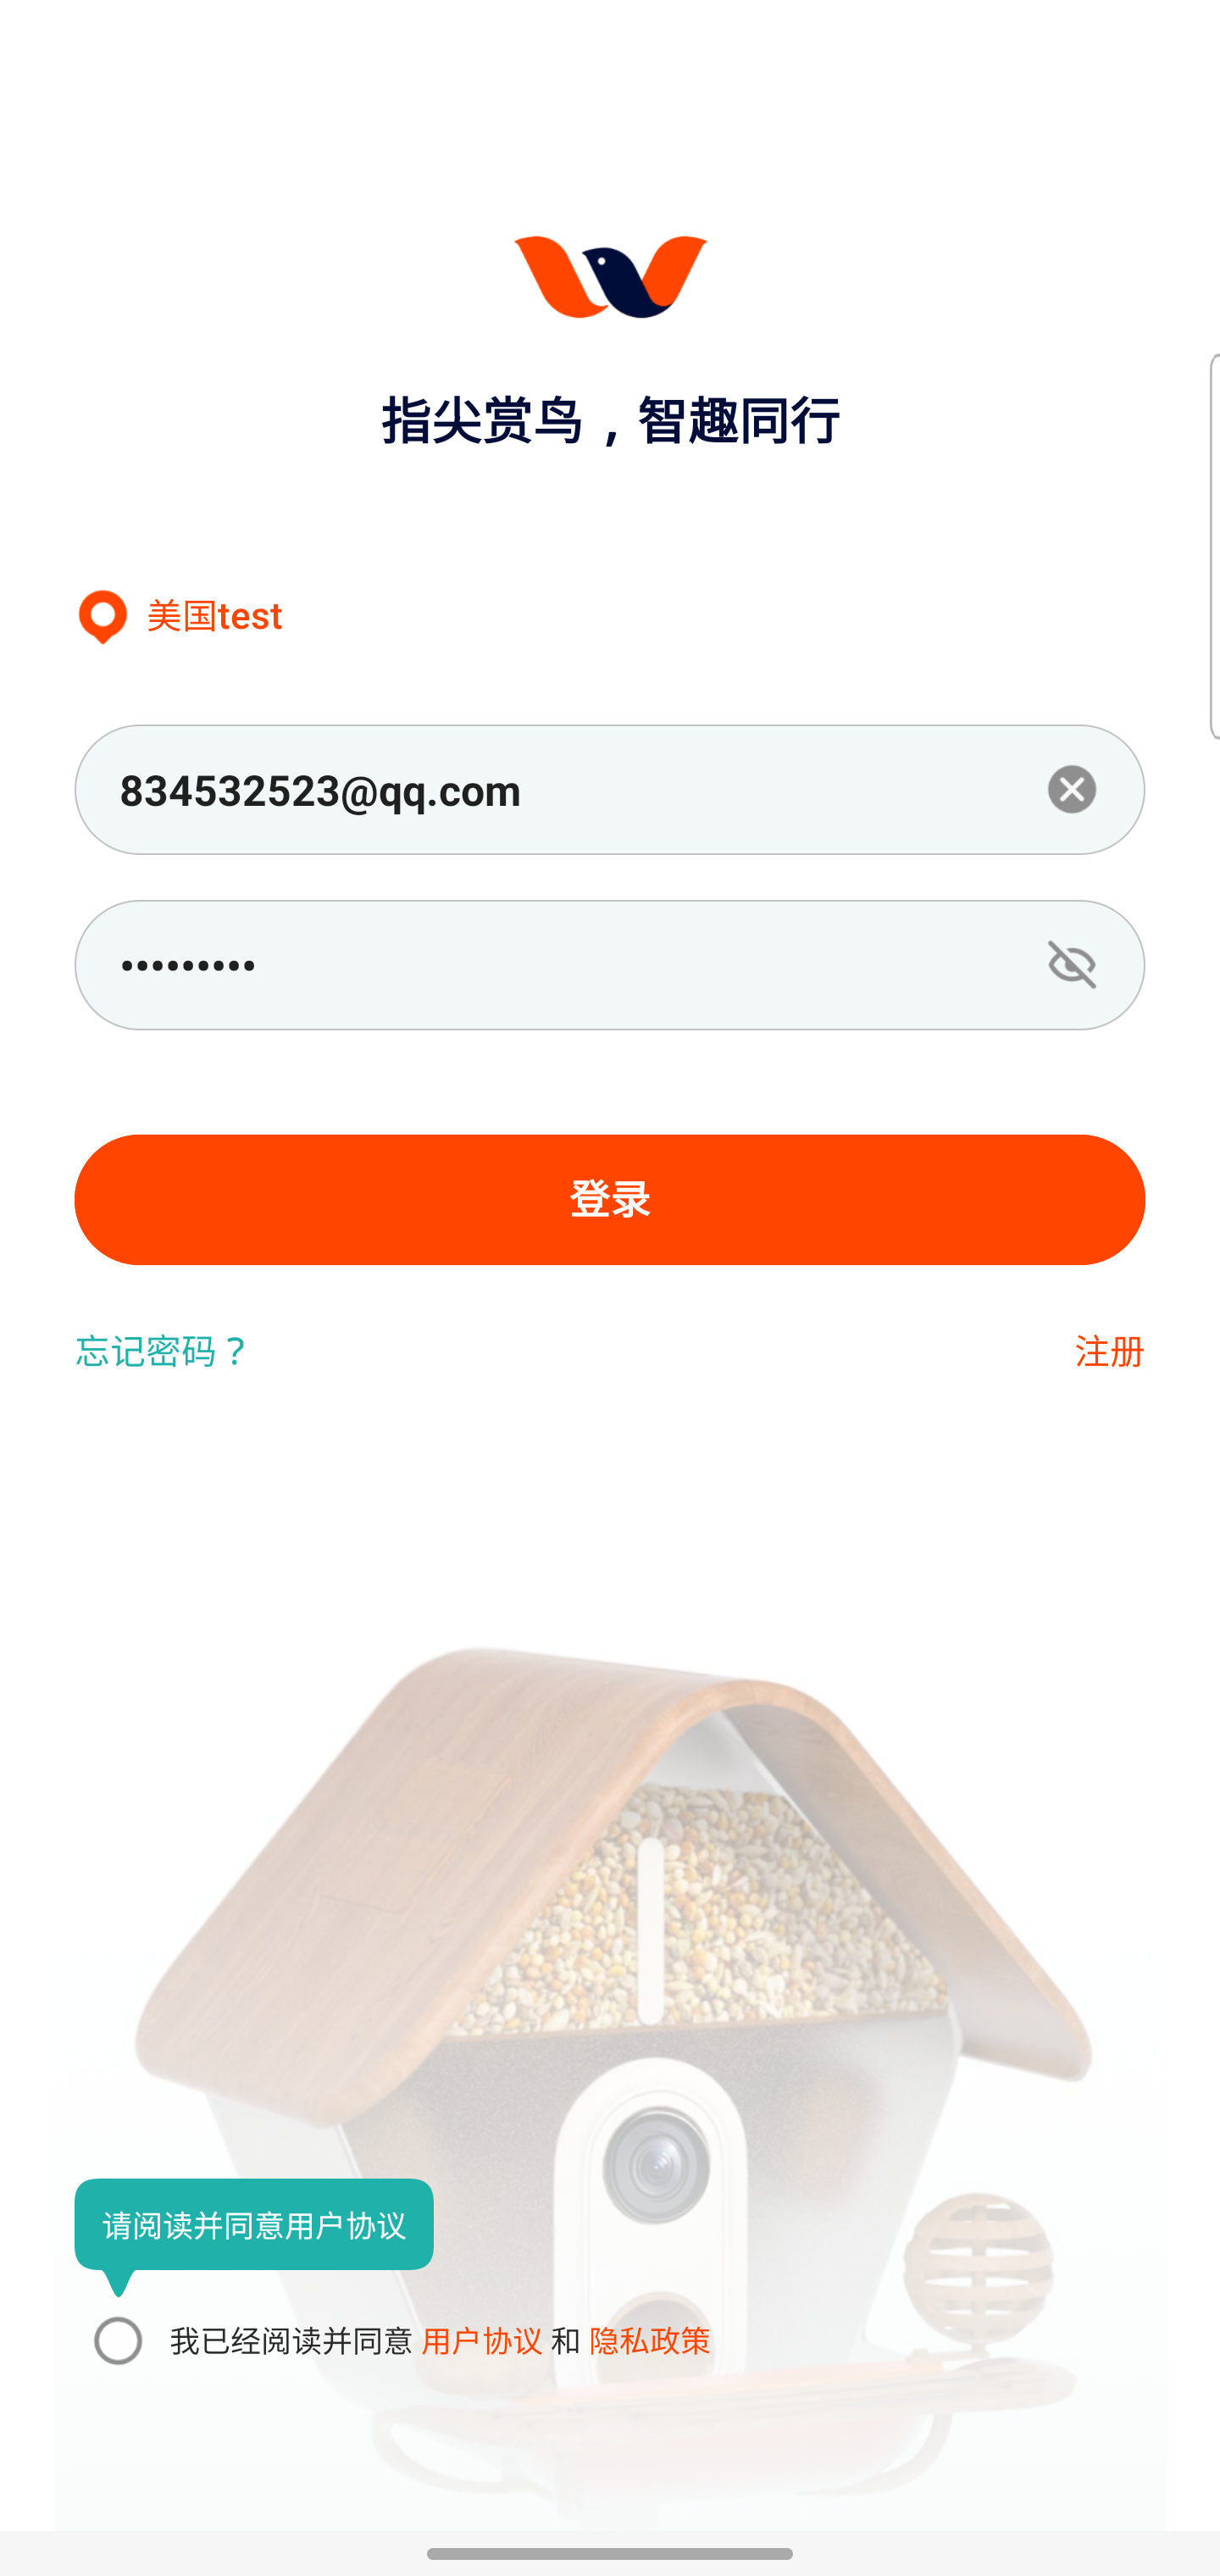 指尖赏鸟，智趣同行
美国test
834532523@qq.com
•••••••••
登录
忘记密码？
注册
请阅读并同意用户协议
我已经阅读并同意 用户协议 和 隐私政策